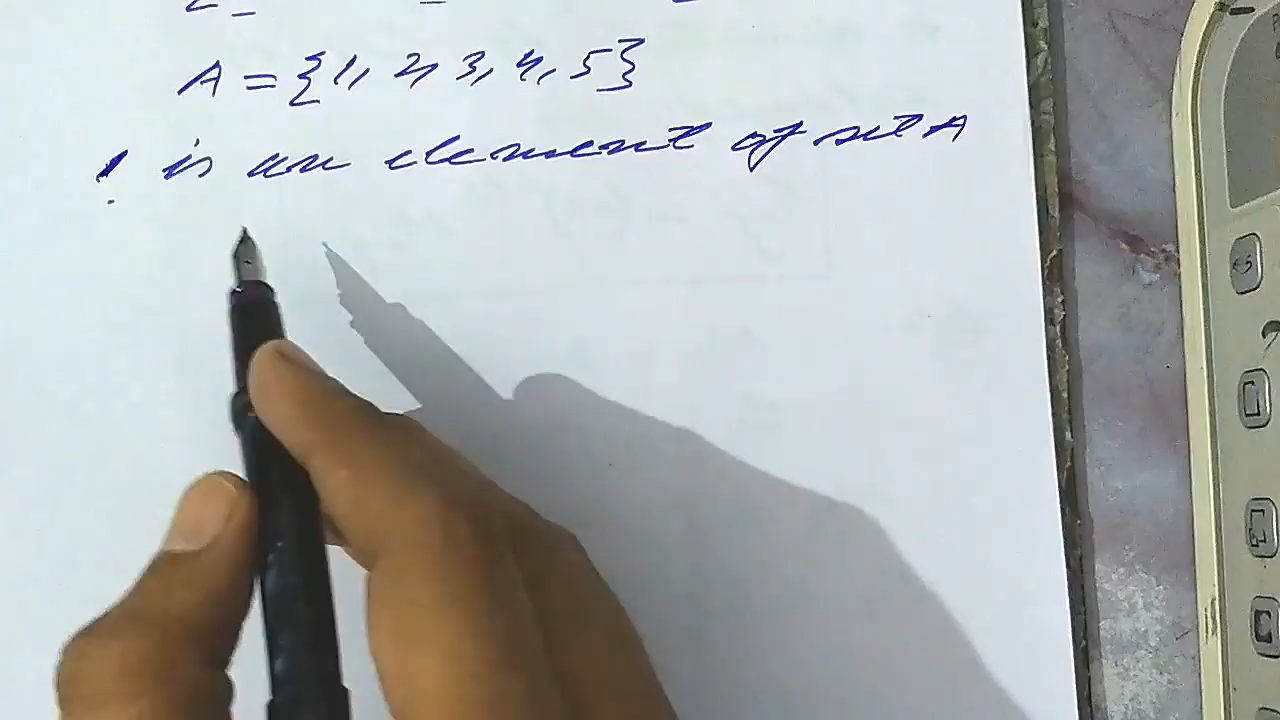 A = {1, 2, 3, 4, 5}
1 is an element of set A